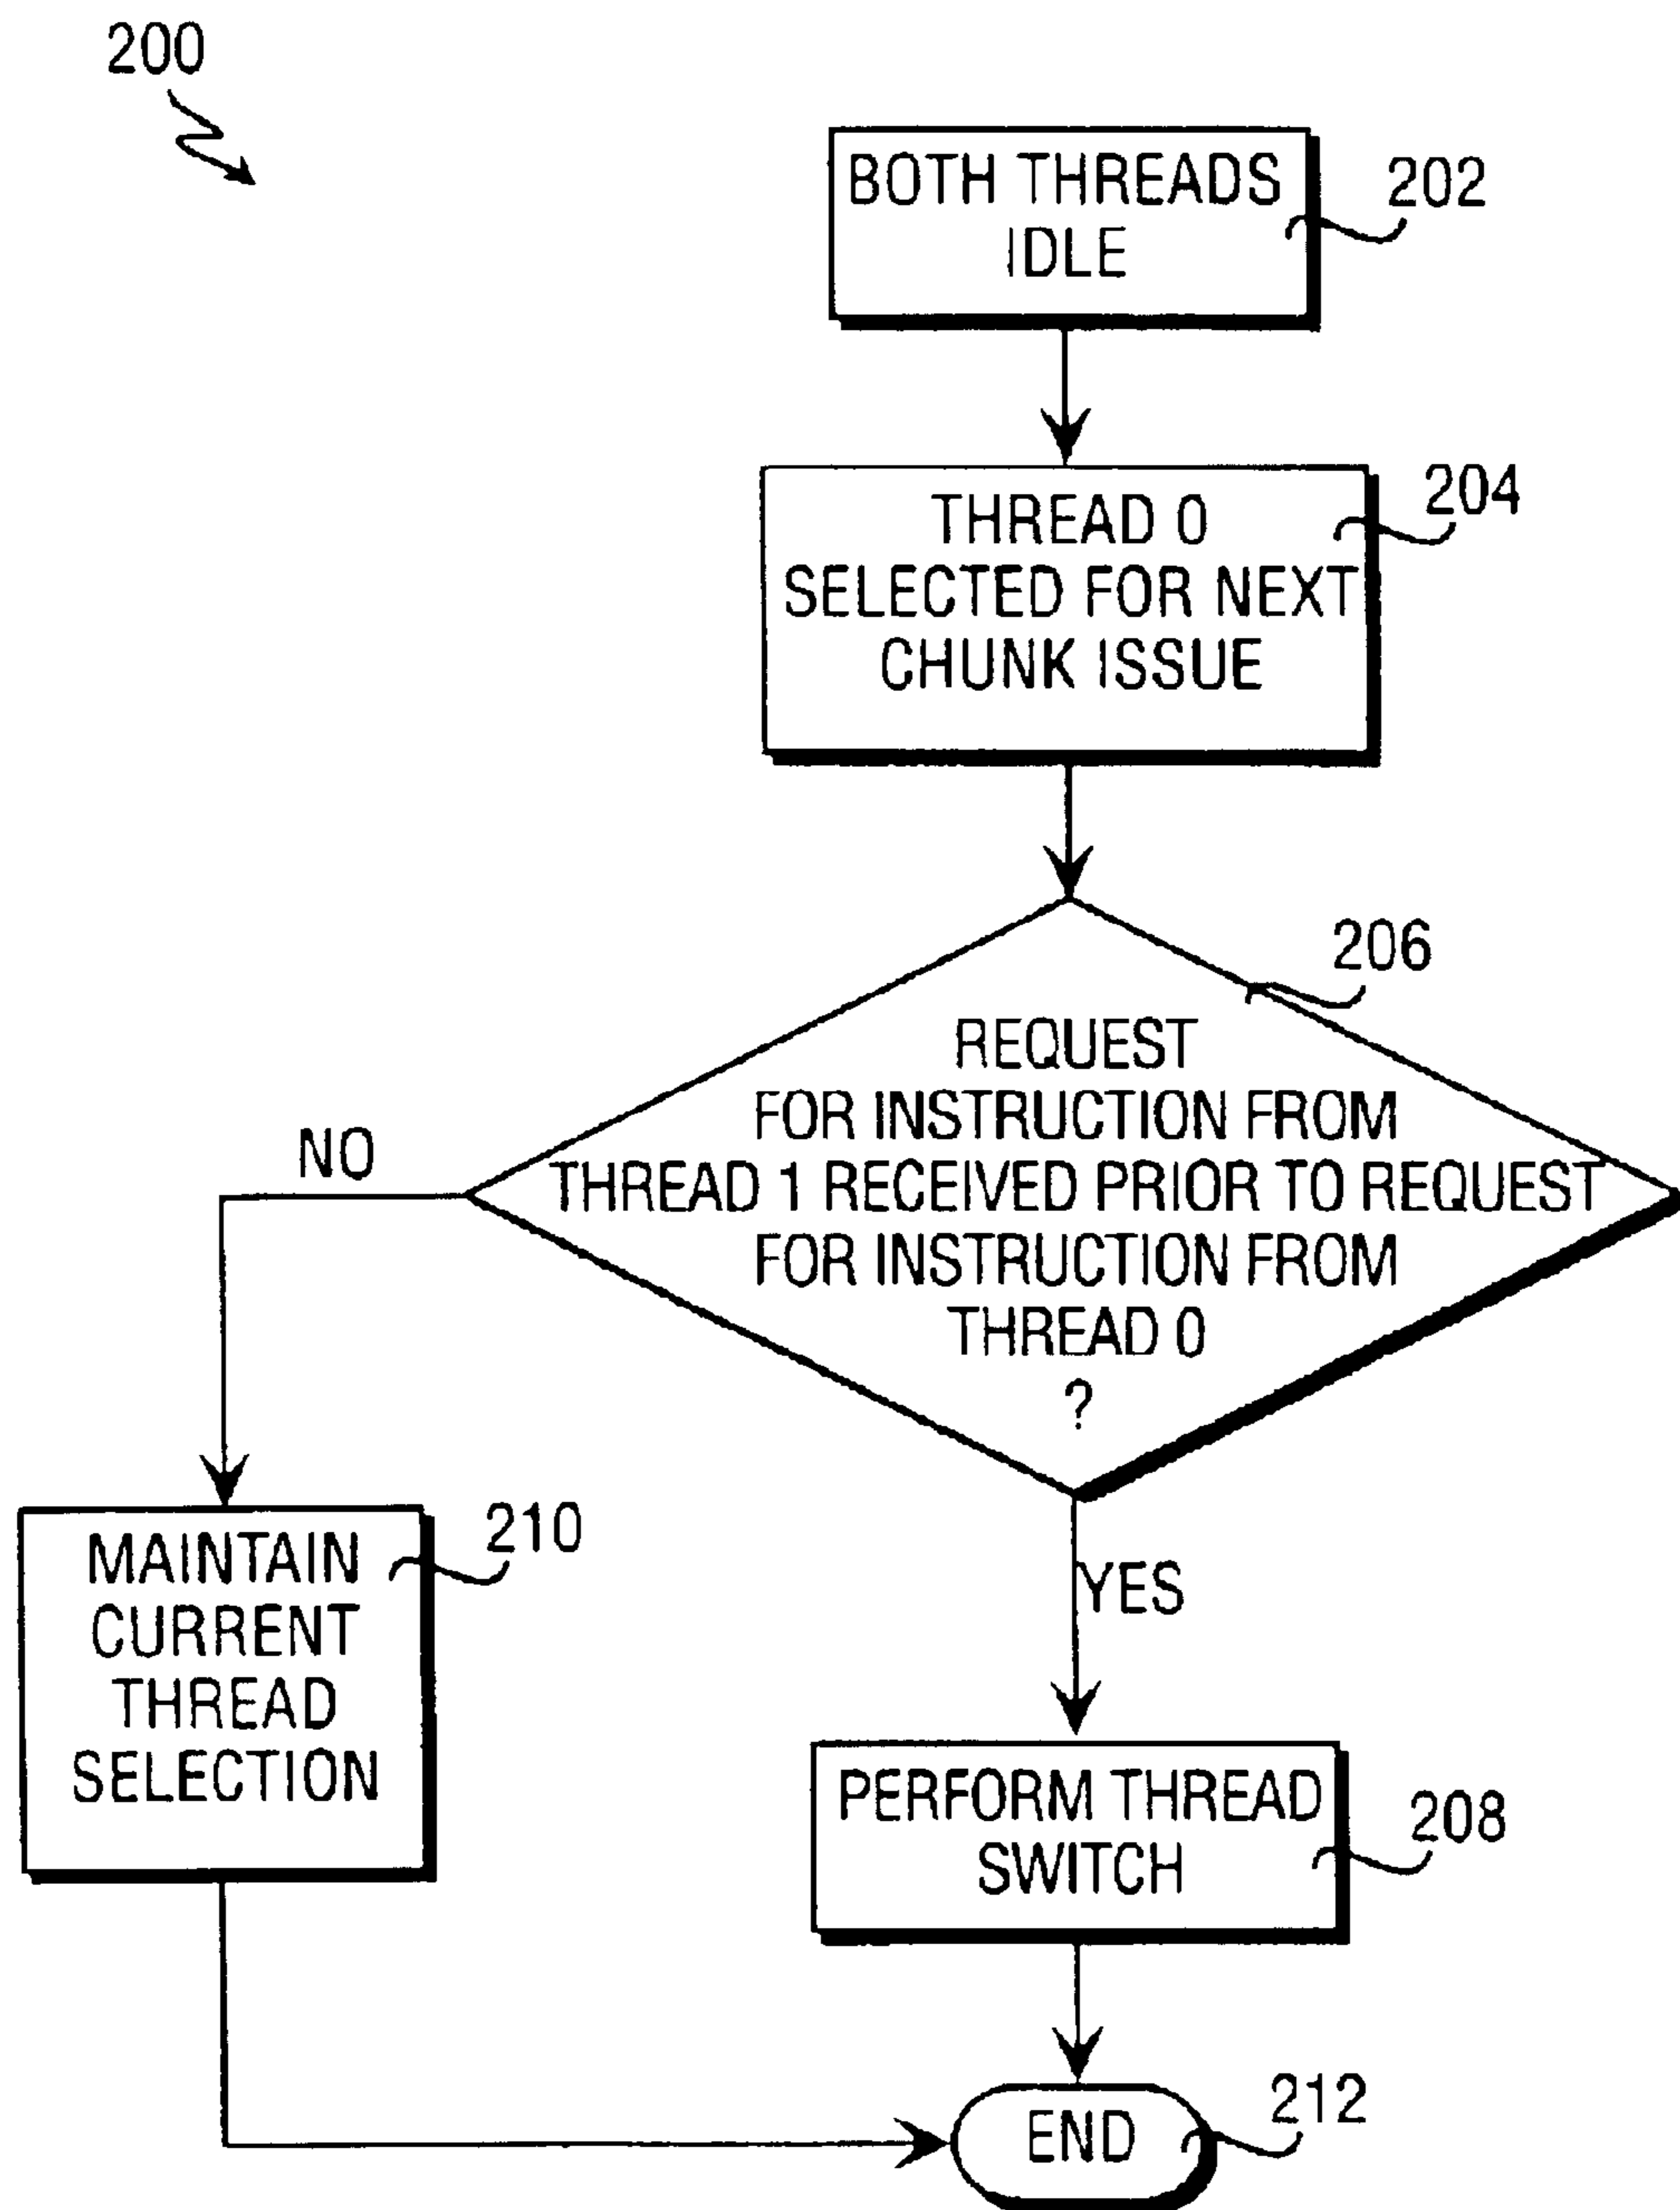 200
BOTH THREADS
IDLE
202
THREAD 0
SELECTED FOR NEXT
CHUNK ISSUE
204
206
REQUEST
FOR INSTRUCTION FROM
THREAD 1 RECEIVED PRIOR TO REQUEST
FOR INSTRUCTION FROM
THREAD 0
?
NO
YES
MAINTAIN
CURRENT
THREAD
SELECTION
210
PERFORM THREAD
SWITCH
208
END
212